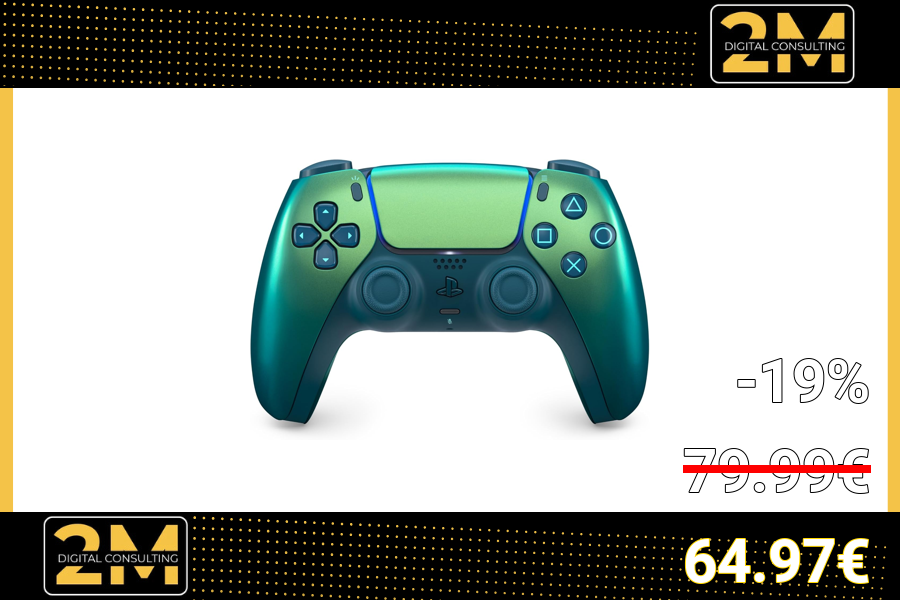 2M
DIGITAL CONSULTING
-19%
79.99€
2M
DIGITAL CONSULTING
64.97€